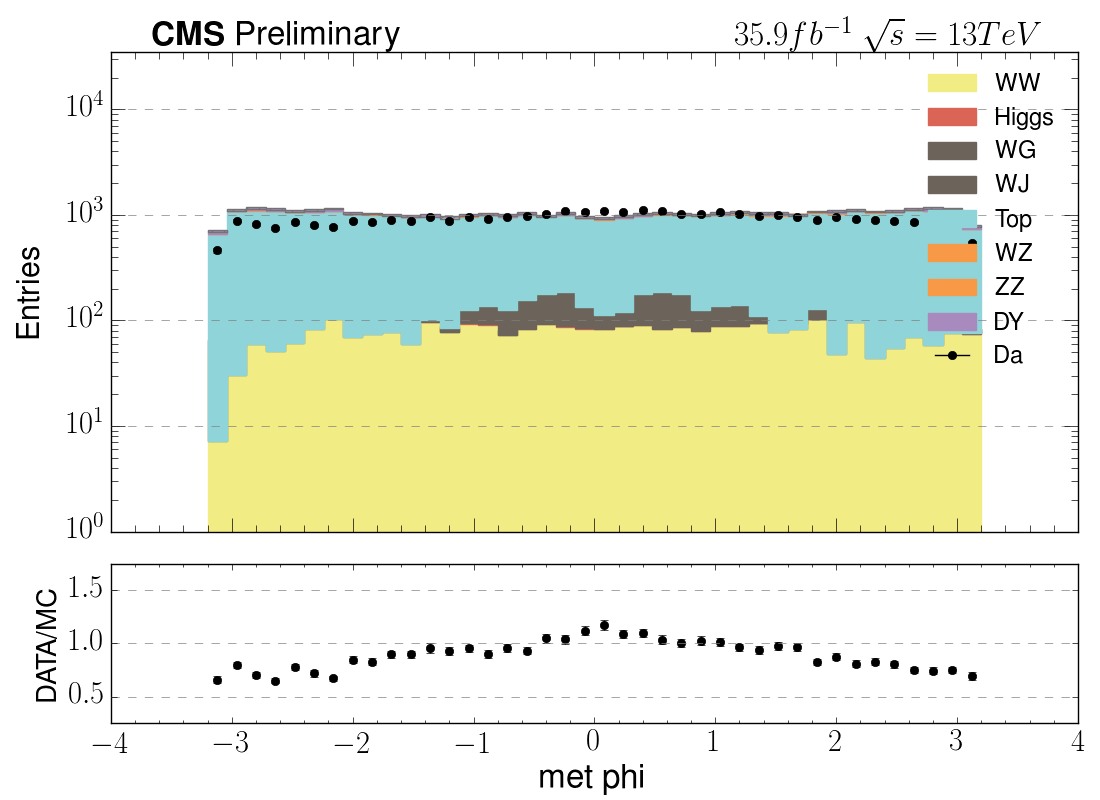 CMS Preliminary
35.9fb⁻¹ √s = 13TeV
Entries
10⁴
10³
10²
10¹
10⁰
WW
Higgs
WG
WJ
Top
WZ
ZZ
DY
Da
DATA/MC
1.5
1.0
0.5
−4 −3 −2 −1 0 1 2 3 4
met phi